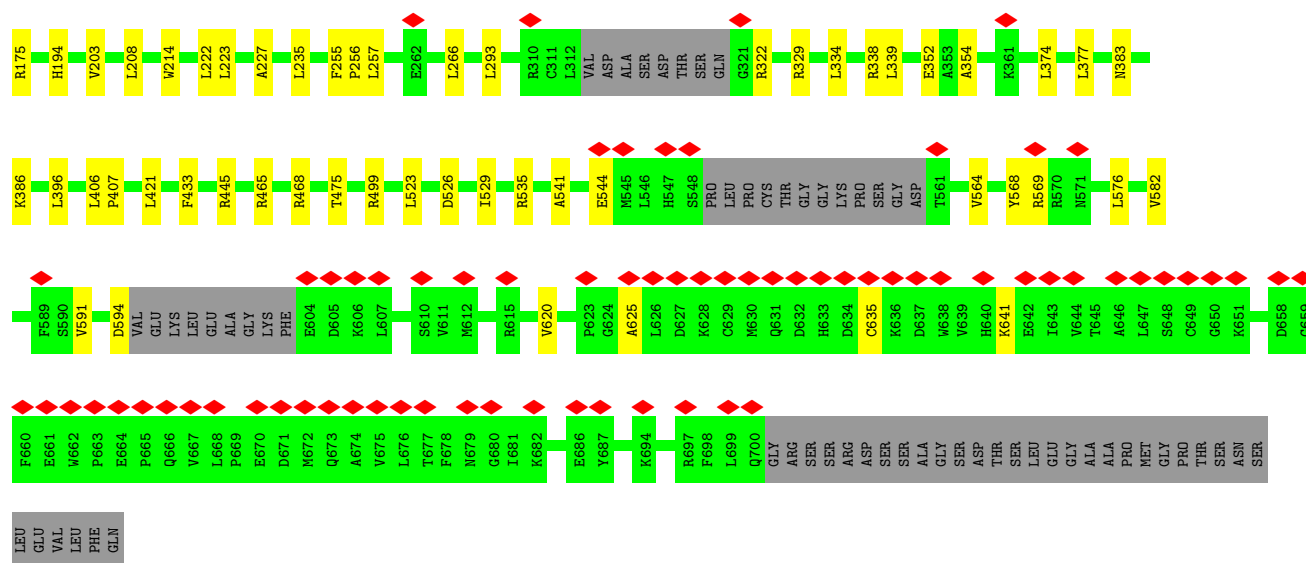 R175 H194 V203 L208 W214 L222 L223 A227 L235 F255 P256 L257 E262 L266 L293 R310 C311 L312 VAL ASP ALA SER ASP THR SER GLN G321 R322 R329 L334 R338 L339 E352 A353 A354 K361 L374 L377 N383
K386 L396 L406 P407 L421 F433 R445 R465 R468 T475 R499 L523 D526 I529 R535 A541 E544 M545 L546 H547 S548 PRO LEU PRO CYS THR GLY GLY LYS PRO SER GLY ASP T561 V564 Y568 R569 R570 N571 L576 V582
F589 S590 V591 D594 VAL GLU LYS LEU GLU ALA GLY LYS PHE E604 D605 K606 L607 S610 V611 M612 R615 V620 P623 G624 A625 L626 D627 K628 C629 M630 Q631 D632 H633 D634 C635 K636 D637 W638 V639 H640 K641 E642 I643 V644 T645 A646 L647 S648 C649 G650 K651 D658
F660 E661 W662 P663 E664 P665 Q666 V667 L668 P669 E670 D671 M672 Q673 A674 V675 L676 T677 F678 N679 G680 I681 K682 E686 Y687 K694 R697 F698 L699 Q700 GLY ARG SER SER ARG ASP SER SER ALA GLY SER ASP THR SER LEU GLU GLY ALA ALA PRO MET GLY PRO THR SER ASN SER
LEU GLU VAL LEU PHE GLN